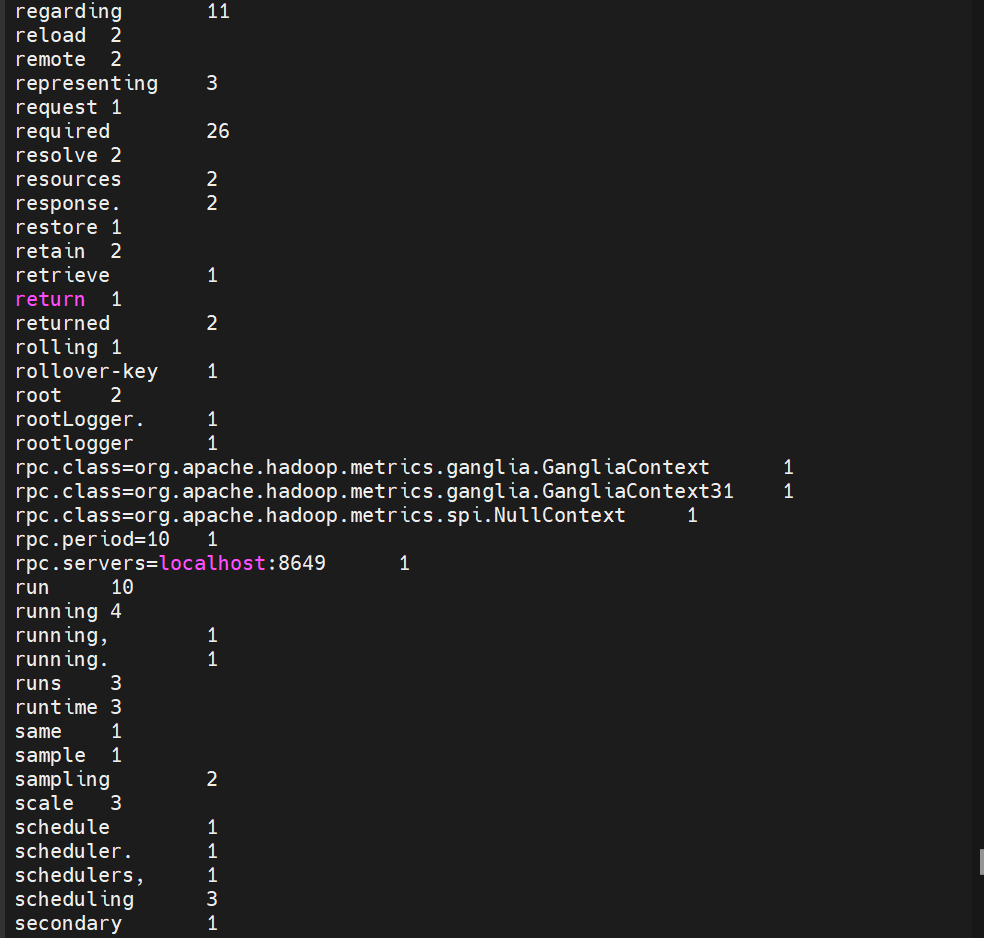 regarding	11
reload	2
remote	2
representing	3
request	1
required	26
resolve	2
resources	2
response.	2
restore	1
retain	2
retrieve	1
return	1
returned	2
rolling	1
rollover-key	1
root	2
rootLogger.	1
rootlogger	1
rpc.class=org.apache.hadoop.metrics.ganglia.GangliaContext	1
rpc.class=org.apache.hadoop.metrics.ganglia.GangliaContext31	1
rpc.class=org.apache.hadoop.metrics.spi.NullContext	1
rpc.period=10	1
rpc.servers=localhost:8649	1
run	10
running	4
running,	1
running.	1
runs	3
runtime	3
same	1
sample	1
sampling	2
scale	3
schedule	1
scheduler.	1
schedulers,	1
scheduling	3
secondary	1